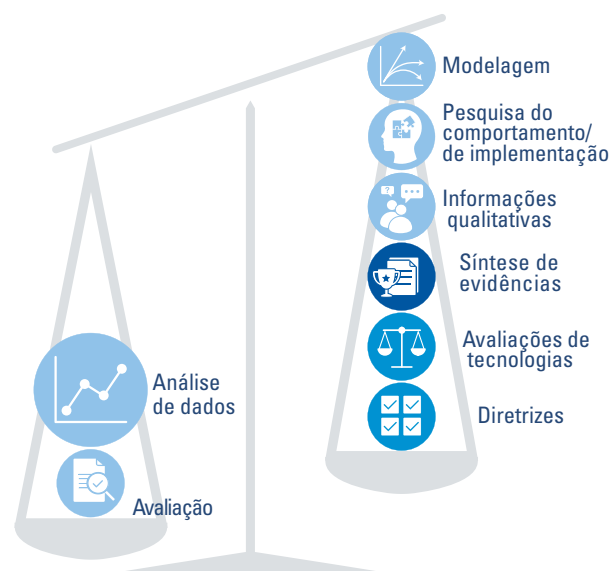 Modelagem
Pesquisa do
comportamento/
de implementação
Informações
qualitativas
Síntese de
evidências
Avaliações de
tecnologias
Diretrizes
Análise
de dados
Avaliação